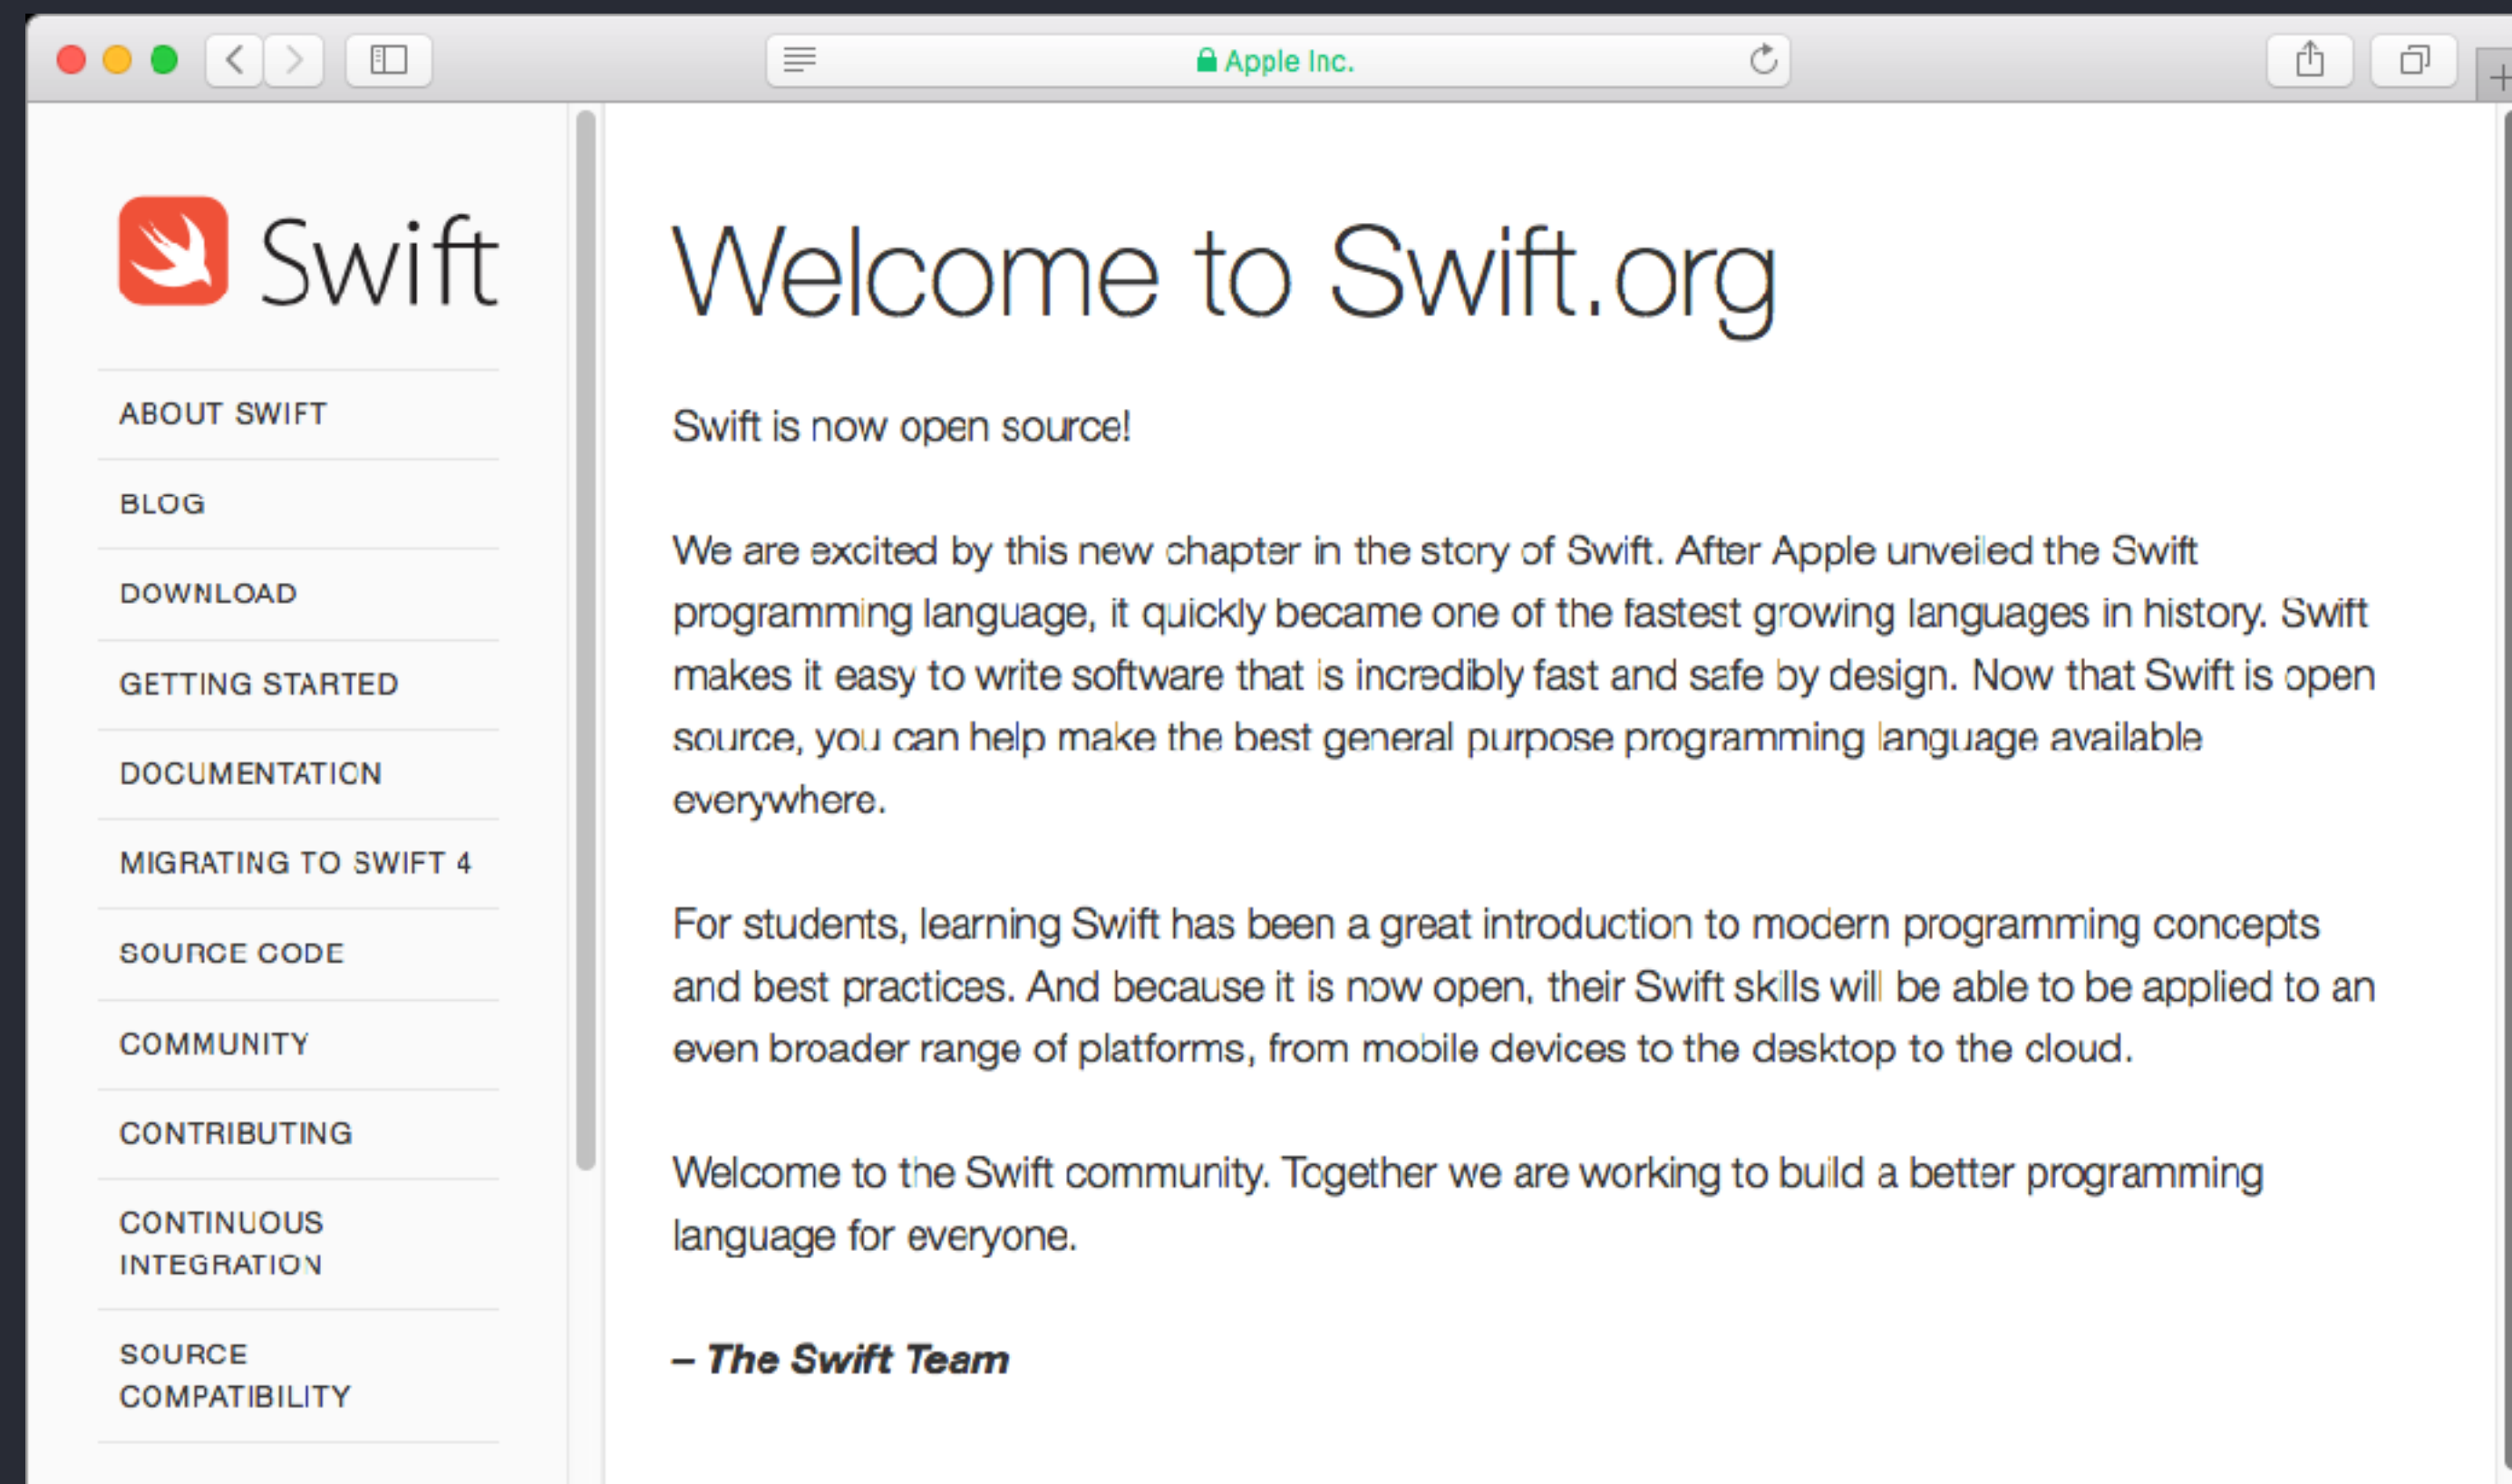 Apple Inc.
Swift
ABOUT SWIFT
BLOG
DOWNLOAD
GETTING STARTED
DOCUMENTATION
MIGRATING TO SWIFT 4
SOURCE CODE
COMMUNITY
CONTRIBUTING
CONTINUOUS
INTEGRATION
SOURCE
COMPATIBILITY
Welcome to Swift.org
Swift is now open source!
We are excited by this new chapter in the story of Swift. After Apple unveiled the Swift
programming language, it quickly became one of the fastest growing languages in history. Swift
makes it easy to write software that is incredibly fast and safe by design. Now that Swift is open
source, you can help make the best general purpose programming language available
everywhere.
For students, learning Swift has been a great introduction to modern programming concepts
and best practices. And because it is now open, their Swift skills will be able to be applied to an
even broader range of platforms, from mobile devices to the desktop to the cloud.
Welcome to the Swift community. Together we are working to build a better programming
language for everyone.
– The Swift Team